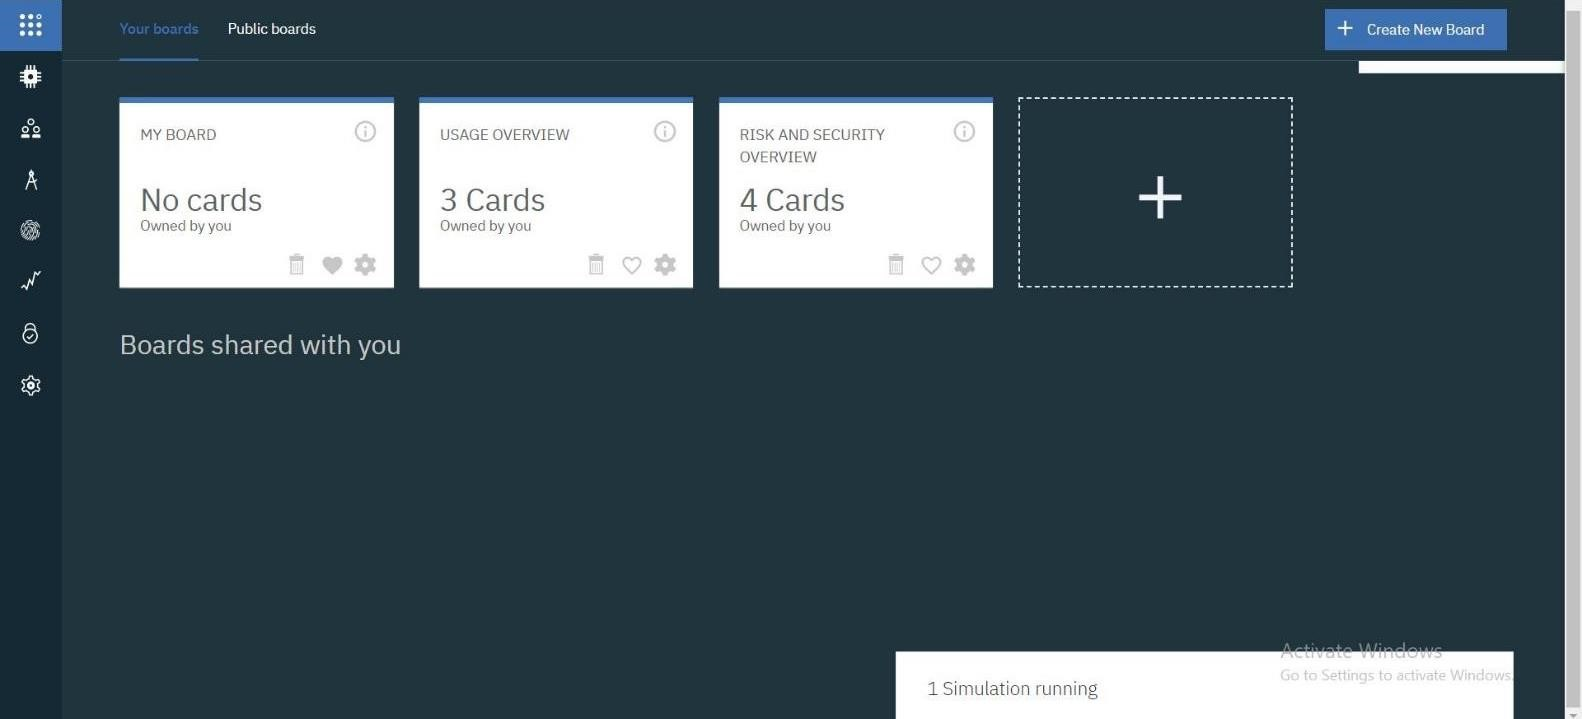 Your boards
Public boards
Create New Board
MY BOARD
No cards
Owned by you
USAGE OVERVIEW
3 Cards
Owned by you
RISK AND SECURITY
OVERVIEW
4 Cards
Owned by you
Boards shared with you
Activate Windows
Go to Settings to activate Windows.
1 Simulation running